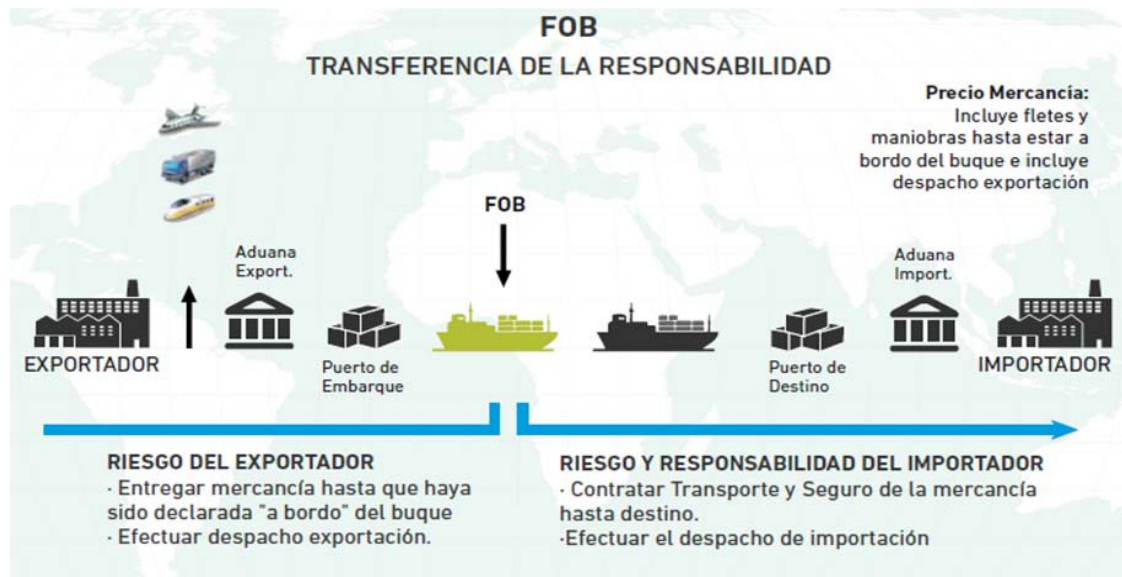 FOB
TRANSFERENCIA DE LA RESPONSABILIDAD
Precio Mercancía:
Incluye fletes y
maniobras hasta estar a
bordo del buque e incluye
despacho exportación
FOB
Aduana
Export.
Aduana
Import.
EXPORTADOR
Puerto de
Embarque
Puerto de
Destino
IMPORTADOR
RIESGO DEL EXPORTADOR
· Entregar mercancía hasta que haya
sido declarada "a bordo" del buque
· Efectuar despacho exportación.
RIESGO Y RESPONSABILIDAD DEL IMPORTADOR
· Contratar Transporte y Seguro de la mercancía
hasta destino.
·Efectuar el despacho de importación